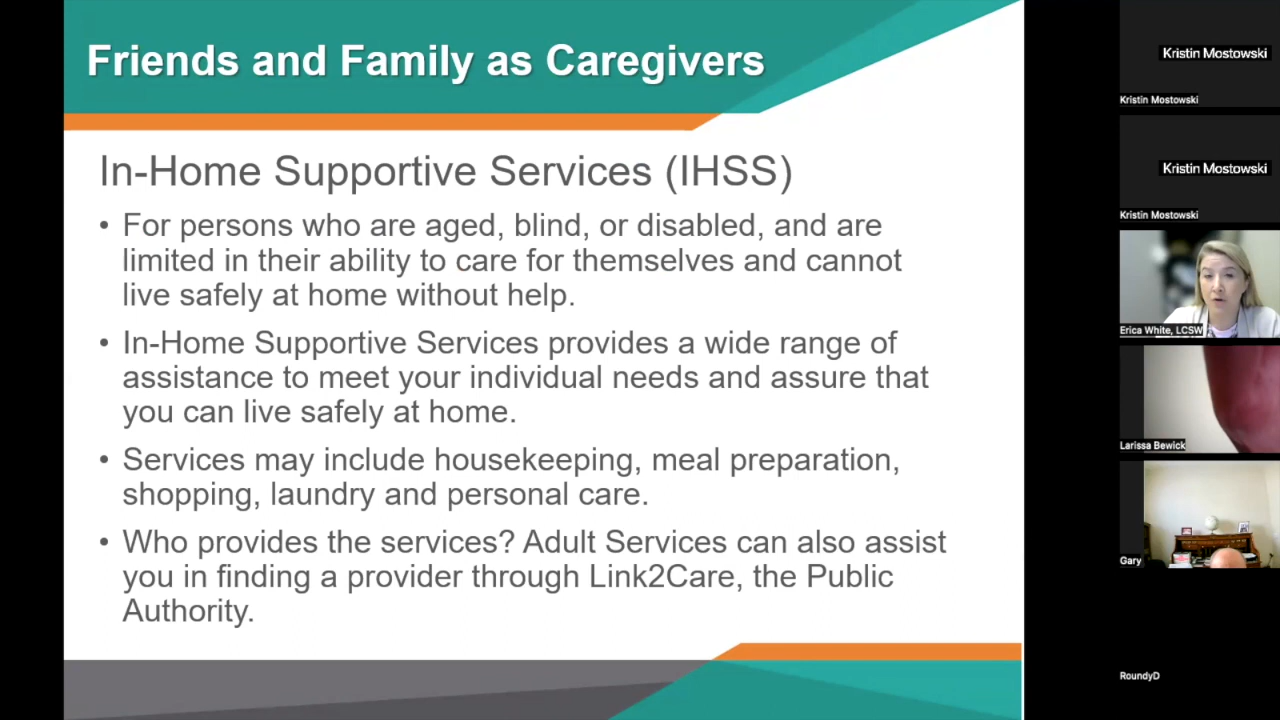 Friends and Family as Caregivers
In-Home Supportive Services (IHSS)
• For persons who are aged, blind, or disabled, and are
limited in their ability to care for themselves and cannot
live safely at home without help.
• In-Home Supportive Services provides a wide range of
assistance to meet your individual needs and assure that
you can live safely at home.
• Services may include housekeeping, meal preparation,
shopping, laundry and personal care.
• Who provides the services? Adult Services can also assist
you in finding a provider through Link2Care, the Public
Authority.
Kristin Mostowski
Kristin Mostowski
Kristin Mostowski
Kristin Mostowski
Erica White, LCSW
Larissa Bewick
Gary
RoundyD